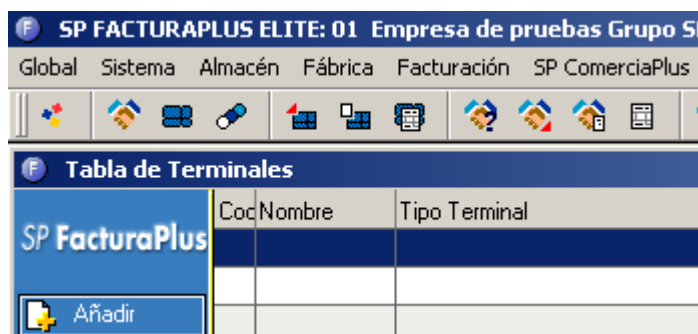 SP FACTURAPLUS ELITE: 01 Empresa de pruebas Grupo
Global Sistema Almacén Fábrica Facturación SP ComerciaPlus
Tabla de Terminales
Cod Nombre Tipo Terminal
SP FacturaPlus
Añadir